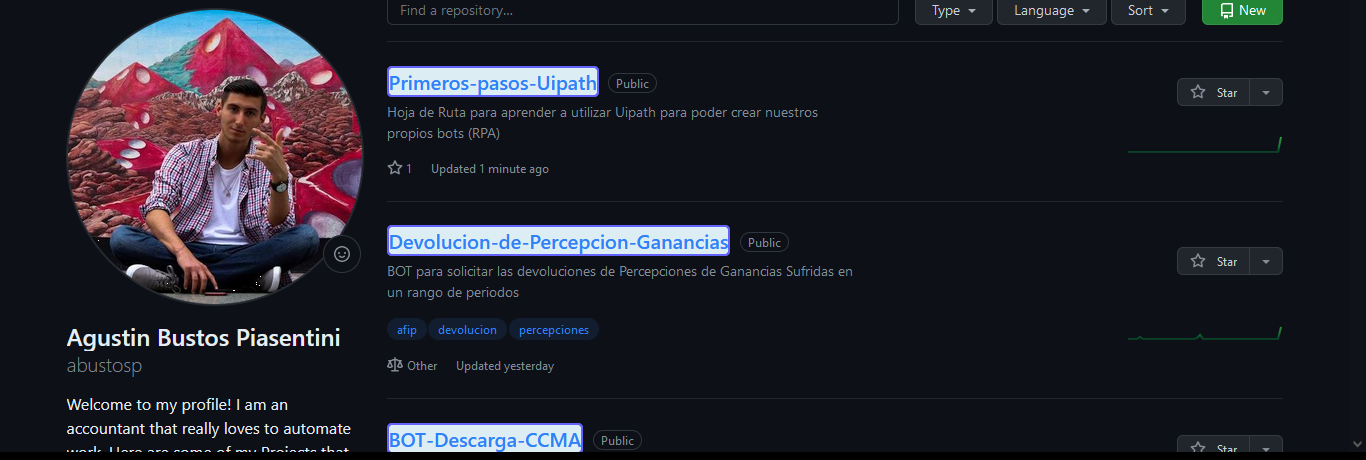 Find a repository...
Type
Language
Sort
New
Primeros-pasos-Uipath
Public
Star
Hoja de Ruta para aprender a utilizar Uipath para poder crear nuestros
propios bots (RPA)
1
Updated 1 minute ago
Devolucion-de-Percepcion-Ganancias
Public
Star
BOT para solicitar las devoluciones de Percepciones de Ganancias Sufridas en
un rango de periodos
afip
devolucion
percepciones
Other
Updated yesterday
BOT-Descarga-CCMA
Public
Star
Agustin Bustos Piasentini
abustosp
Welcome to my profile! I am an
accountant that really loves to automate
work. Here are some of my Projects that